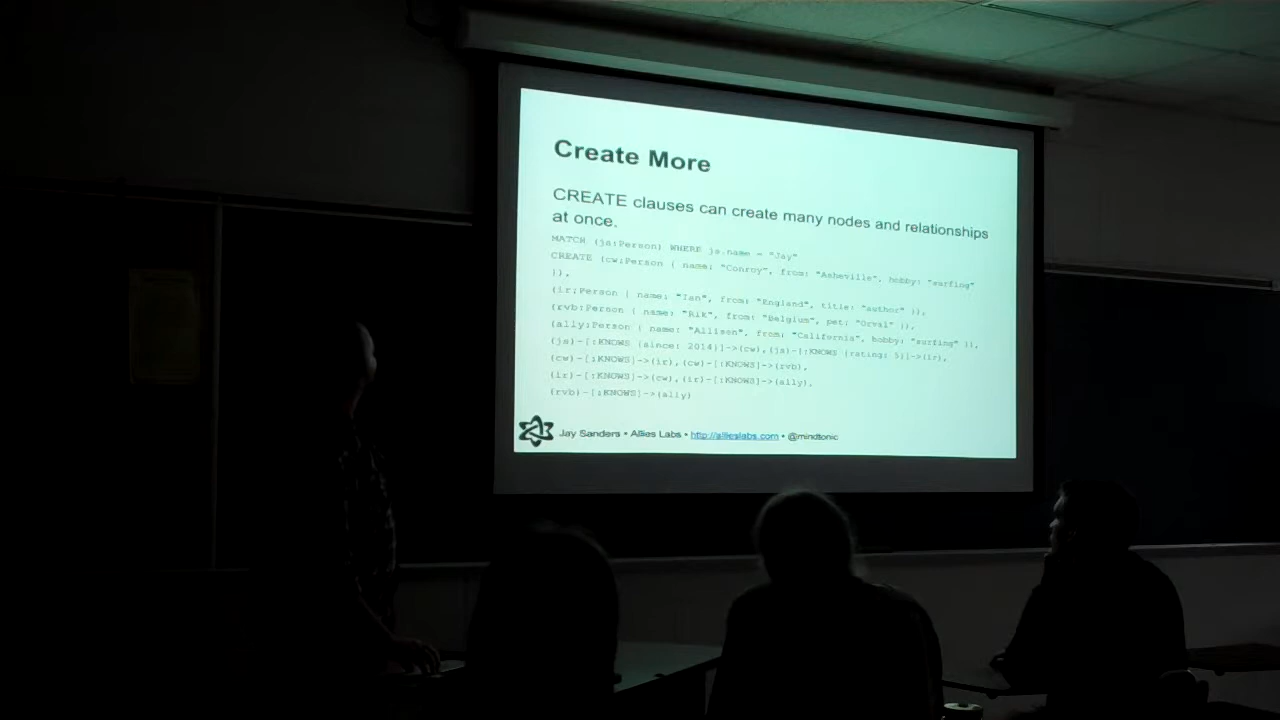 Create More
CREATE clauses can create many nodes and relationships
at once.
MATCH (js:Person) WHERE js.name = "Jay"
CREATE (cw:Person { name: "Conroy", from: "Asheville", hobby: "surfing"
}),
(ir:Person { name: "Ian", from: "England", title: "author" }),
(rvb:Person { name: "Rik", from: "Belgium", pet: "Orval" }),
(ally:Person { name: "Allison", from: "California", hobby: "surfing" }),
(js)-[:KNOWS {since: 2014}]->(cw),(js)-[:KNOWS {rating: 5}]->(ir),
(cw)-[:KNOWS]->(ir),(cw)-[:KNOWS]->(rvb),
(ir)-[:KNOWS]->(cw),(ir)-[:KNOWS]->(ally),
(rvb)-[:KNOWS]->(ally)
Jay Sanders • Allies Labs • http://allieslabs.com • @mindtonic